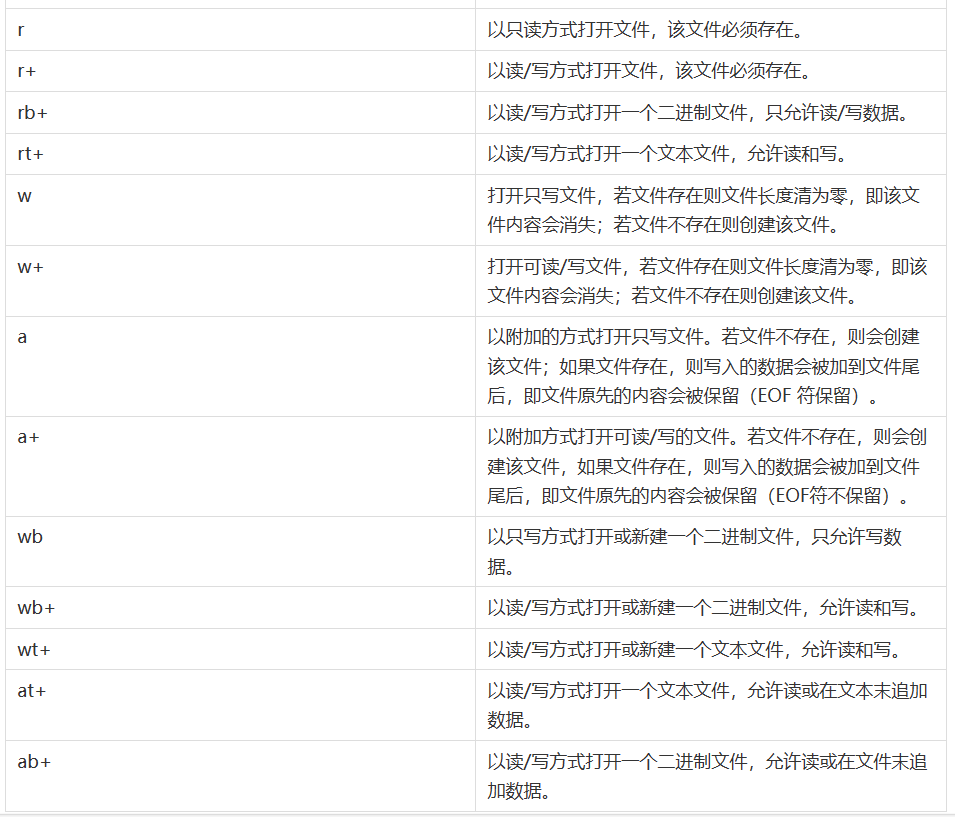 r
以只读方式打开文件，该文件必须存在。
r+
以读/写方式打开文件，该文件必须存在。
rb+
以读/写方式打开一个二进制文件，只允许读/写数据。
rt+
以读/写方式打开一个文本文件，允许读和写。
w
打开只写文件，若文件存在则文件长度清为零，即该文
件内容会消失；若文件不存在则创建该文件。
w+
打开可读/写文件，若文件存在则文件长度清为零，即该
文件内容会消失；若文件不存在则创建该文件。
a
以附加的方式打开只写文件。若文件不存在，则会创建
该文件；如果文件存在，则写入的数据会被加到文件尾
后，即文件原先的内容会被保留（EOF 符保留）。
a+
以附加方式打开可读/写的文件。若文件不存在，则会创
建该文件，如果文件存在，则写入的数据会被加到文件
尾后，即文件原先的内容会被保留（EOF符不保留）。
wb
以只写方式打开或新建一个二进制文件，只允许写数
据。
wb+
以读/写方式打开或新建一个二进制文件，允许读和写。
wt+
以读/写方式打开或新建一个文本文件，允许读和写。
at+
以读/写方式打开一个文本文件，允许读或在文本末追加
数据。
ab+
以读/写方式打开一个二进制文件，允许读或在文件末追
加数据。